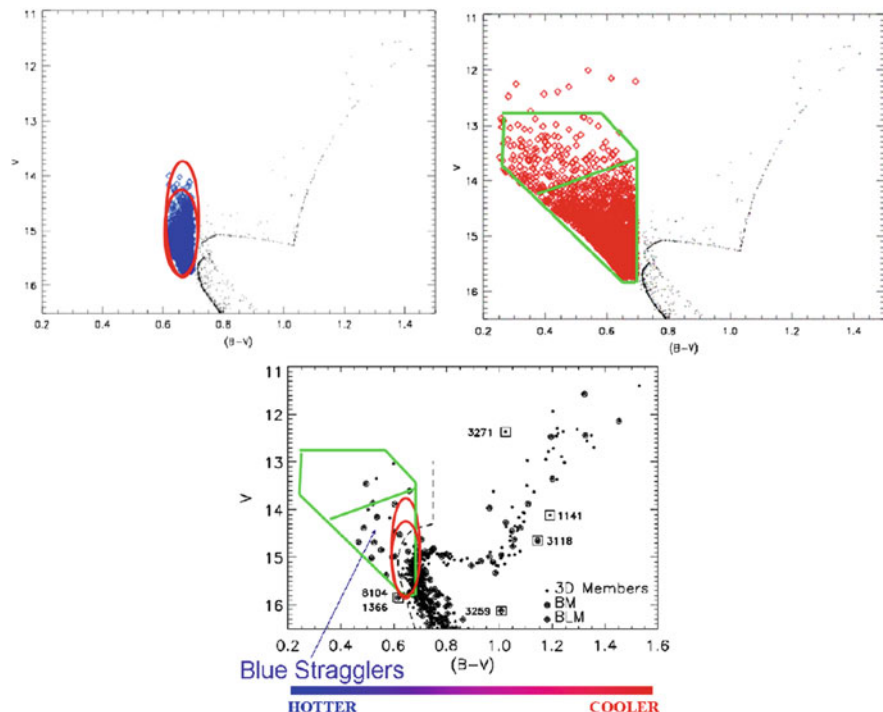 11
12
13
14
15
16
V
0.2 0.4 0.6 0.8 1.0 1.2 1.4
(B-V)
11
12
13
14
15
16
V
0.2 0.4 0.6 0.8 1.0 1.2 1.4
(B-V)
11
12
13
14
15
16
V
3271
1141
3118
8104
1366
3259
3D Members
BM
BLM
0.2 0.4 0.6 0.8 1.0 1.2 1.4 1.6
(B-V)
Blue Stragglers
HOTTER COOLER